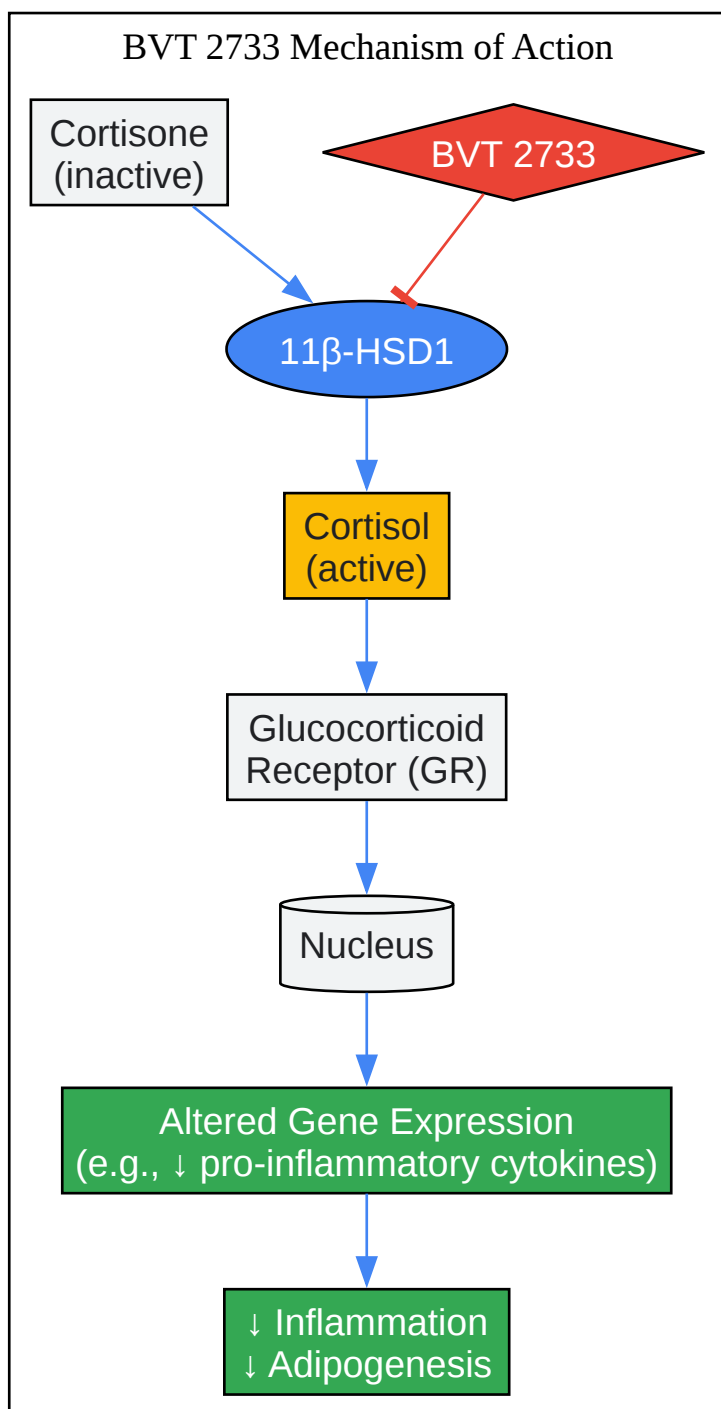 BVT 2733 Mechanism of Action
Cortisone
(inactive)
BVT 2733
11β-HSD1
Cortisol
(active)
Glucocorticoid
Receptor (GR)
Nucleus
Altered Gene Expression
(e.g., ↓ pro-inflammatory cytokines)
↓ Inflammation
↓ Adipogenesis